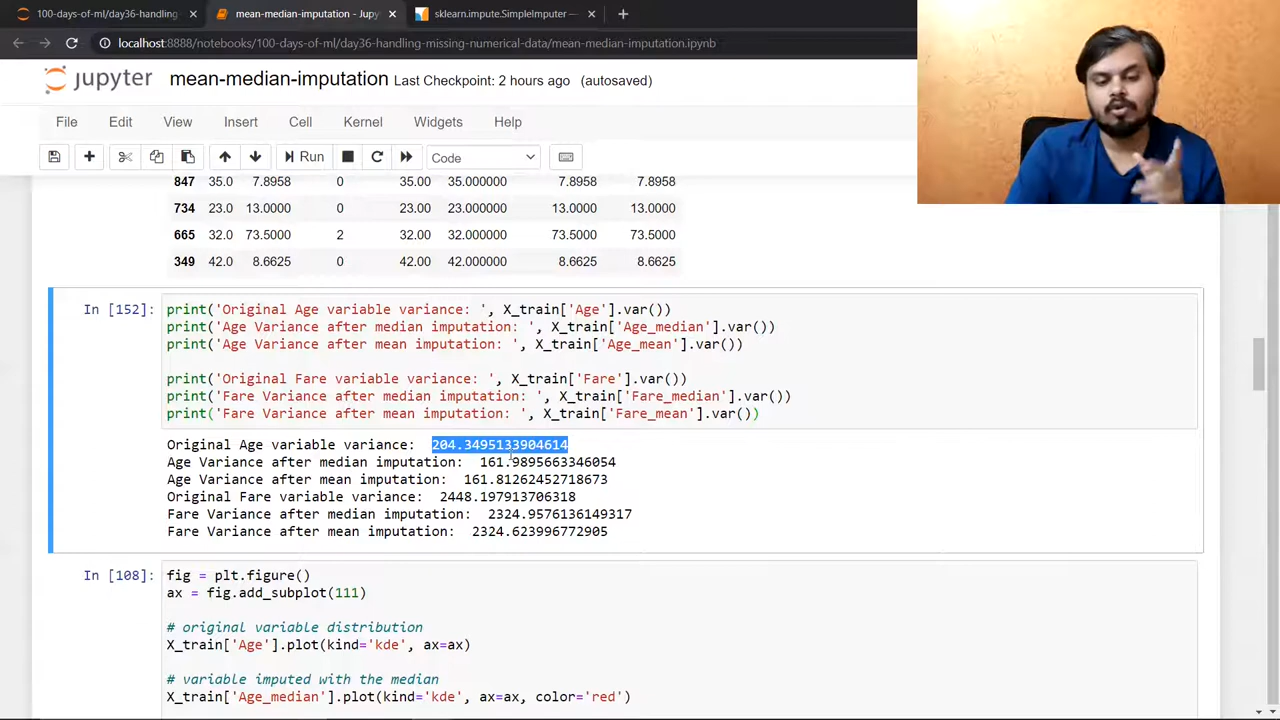 100-days-of-ml/day36-handling
mean-median-imputation - Jupy
sklearn.impute.SimpleImputer —
localhost:8888/notebooks/100-days-of-ml/day36-handling-missing-numerical-data/mean-median-imputation.ipynb
jupyter mean-median-imputation Last Checkpoint: 2 hours ago (autosaved)
File Edit View Insert Cell Kernel Widgets Help
Run Code
847 35.0 7.8958 0 35.00 35.000000 7.8958 7.8958
734 23.0 13.0000 0 23.00 23.000000 13.0000 13.0000
665 32.0 73.5000 2 32.00 32.000000 73.5000 73.5000
349 42.0 8.6625 0 42.00 42.000000 8.6625 8.6625
In [152]: print('Original Age variable variance: ', X_train['Age'].var())
print('Age Variance after median imputation: ', X_train['Age_median'].var())
print('Age Variance after mean imputation: ', X_train['Age_mean'].var())
print('Original Fare variable variance: ', X_train['Fare'].var())
print('Fare Variance after median imputation: ', X_train['Fare_median'].var())
print('Fare Variance after mean imputation: ', X_train['Fare_mean'].var())
Original Age variable variance:  204.3495133904614
Age Variance after median imputation:  161.9895663346054
Age Variance after mean imputation:  161.81262452718673
Original Fare variable variance:  2448.197913706318
Fare Variance after median imputation:  2324.9576136149317
Fare Variance after mean imputation:  2324.623996772905
In [108]: fig = plt.figure()
ax = fig.add_subplot(111)
# original variable distribution
X_train['Age'].plot(kind='kde', ax=ax)
# variable imputed with the median
X_train['Age_median'].plot(kind='kde', ax=ax, color='red')